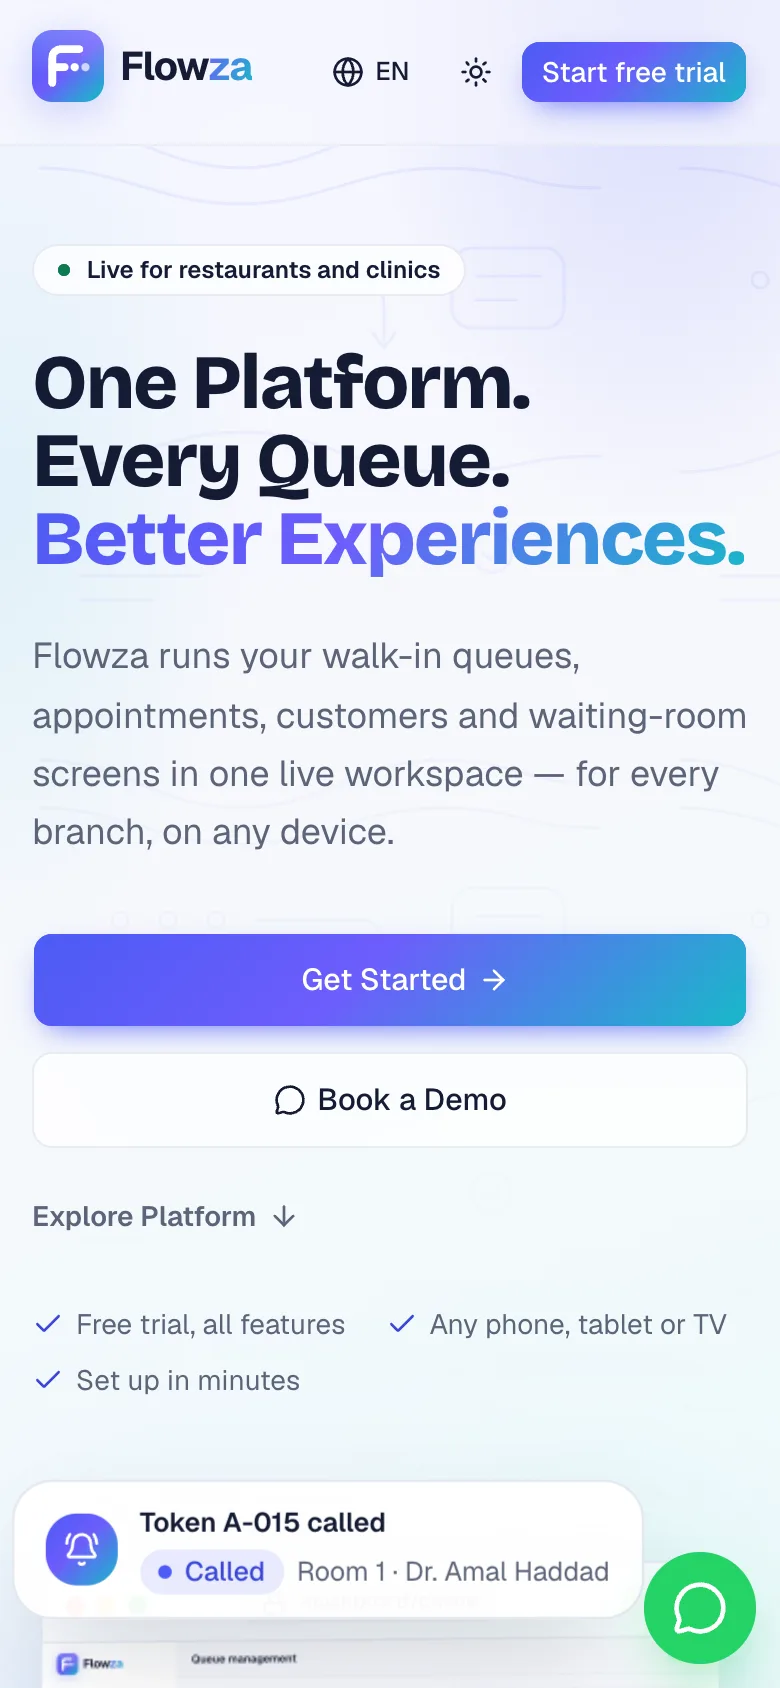 Flowza
EN
Start free trial
Live for restaurants and clinics
One Platform.
Every Queue.
Better Experiences.
Flowza runs your walk-in queues,
appointments, customers and waiting-room
screens in one live workspace — for every
branch, on any device.
Get Started →
Book a Demo
Explore Platform ↓
Free trial, all features
Any phone, tablet or TV
Set up in minutes
Token A-015 called
Called
Room 1 · Dr. Amal Haddad
Flowza
Queue management